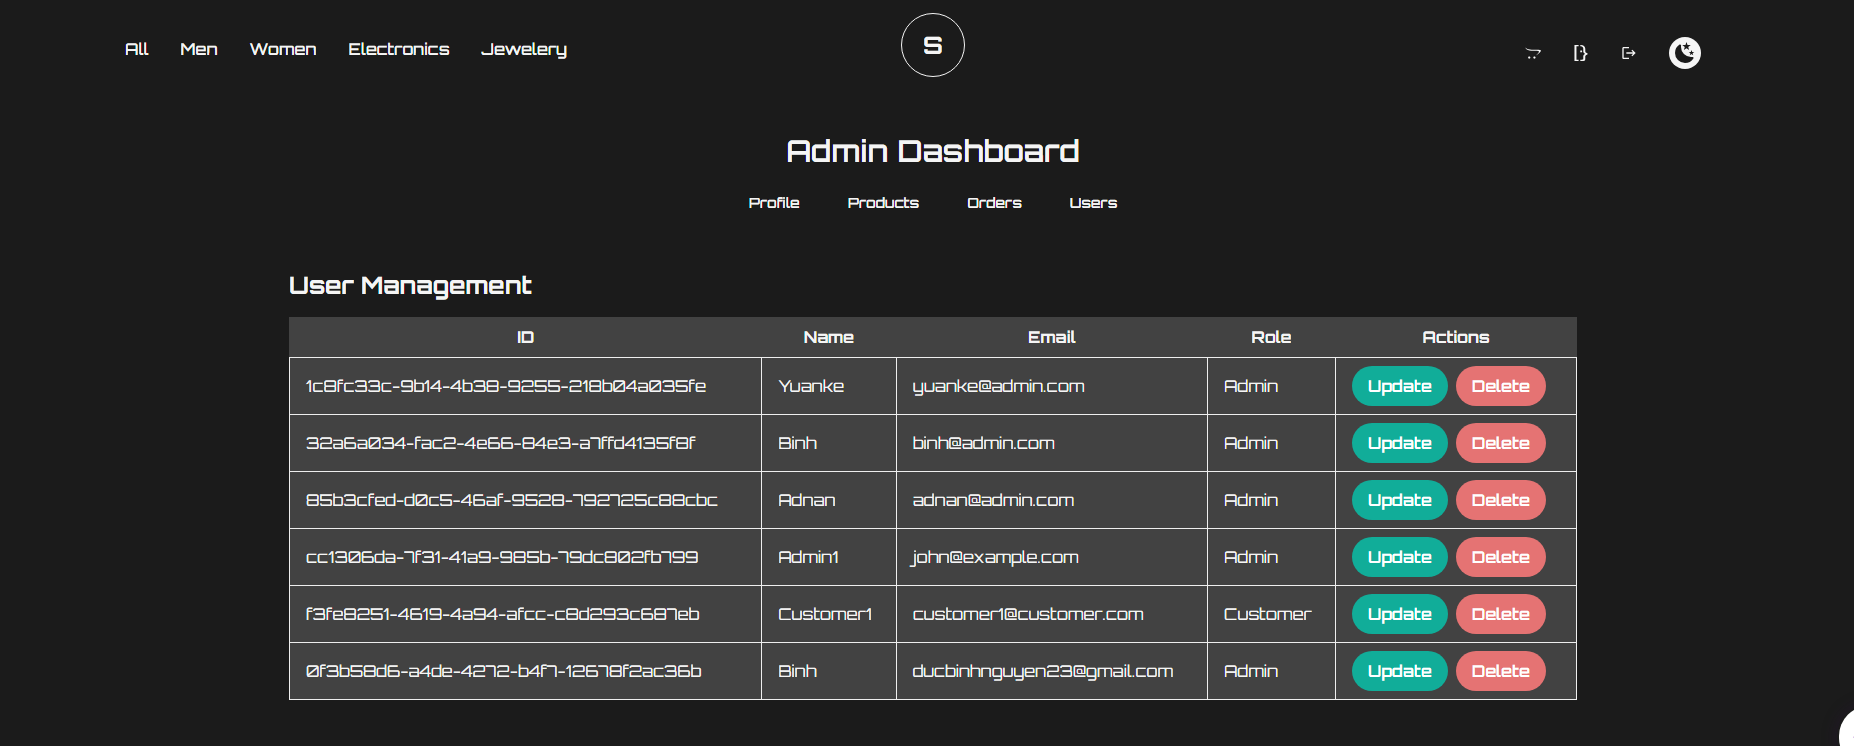 All Men Women Electronics Jewelery
S
Admin Dashboard
Profile Products Orders Users
User Management
ID Name Email Role Actions
1c8fc33c-9b14-4b38-9255-218b04a035fe Yuanke yuanke@admin.com Admin Update Delete
32a6a034-fac2-4e66-84e3-a7ffd4135f8f Binh binh@admin.com Admin Update Delete
85b3cfed-d0c5-46af-9528-792725c88cbc Adnan adnan@admin.com Admin Update Delete
cc1306da-7f31-41a9-985b-79dc802fb799 Admin1 john@example.com Admin Update Delete
f3fe8251-4619-4a94-afcc-c8d293c687eb Customer1 customer1@customer.com Customer Update Delete
0f3b58d6-a4de-4272-b4f7-12678f2ac36b Binh ducbinhnguyen23@gmail.com Admin Update Delete